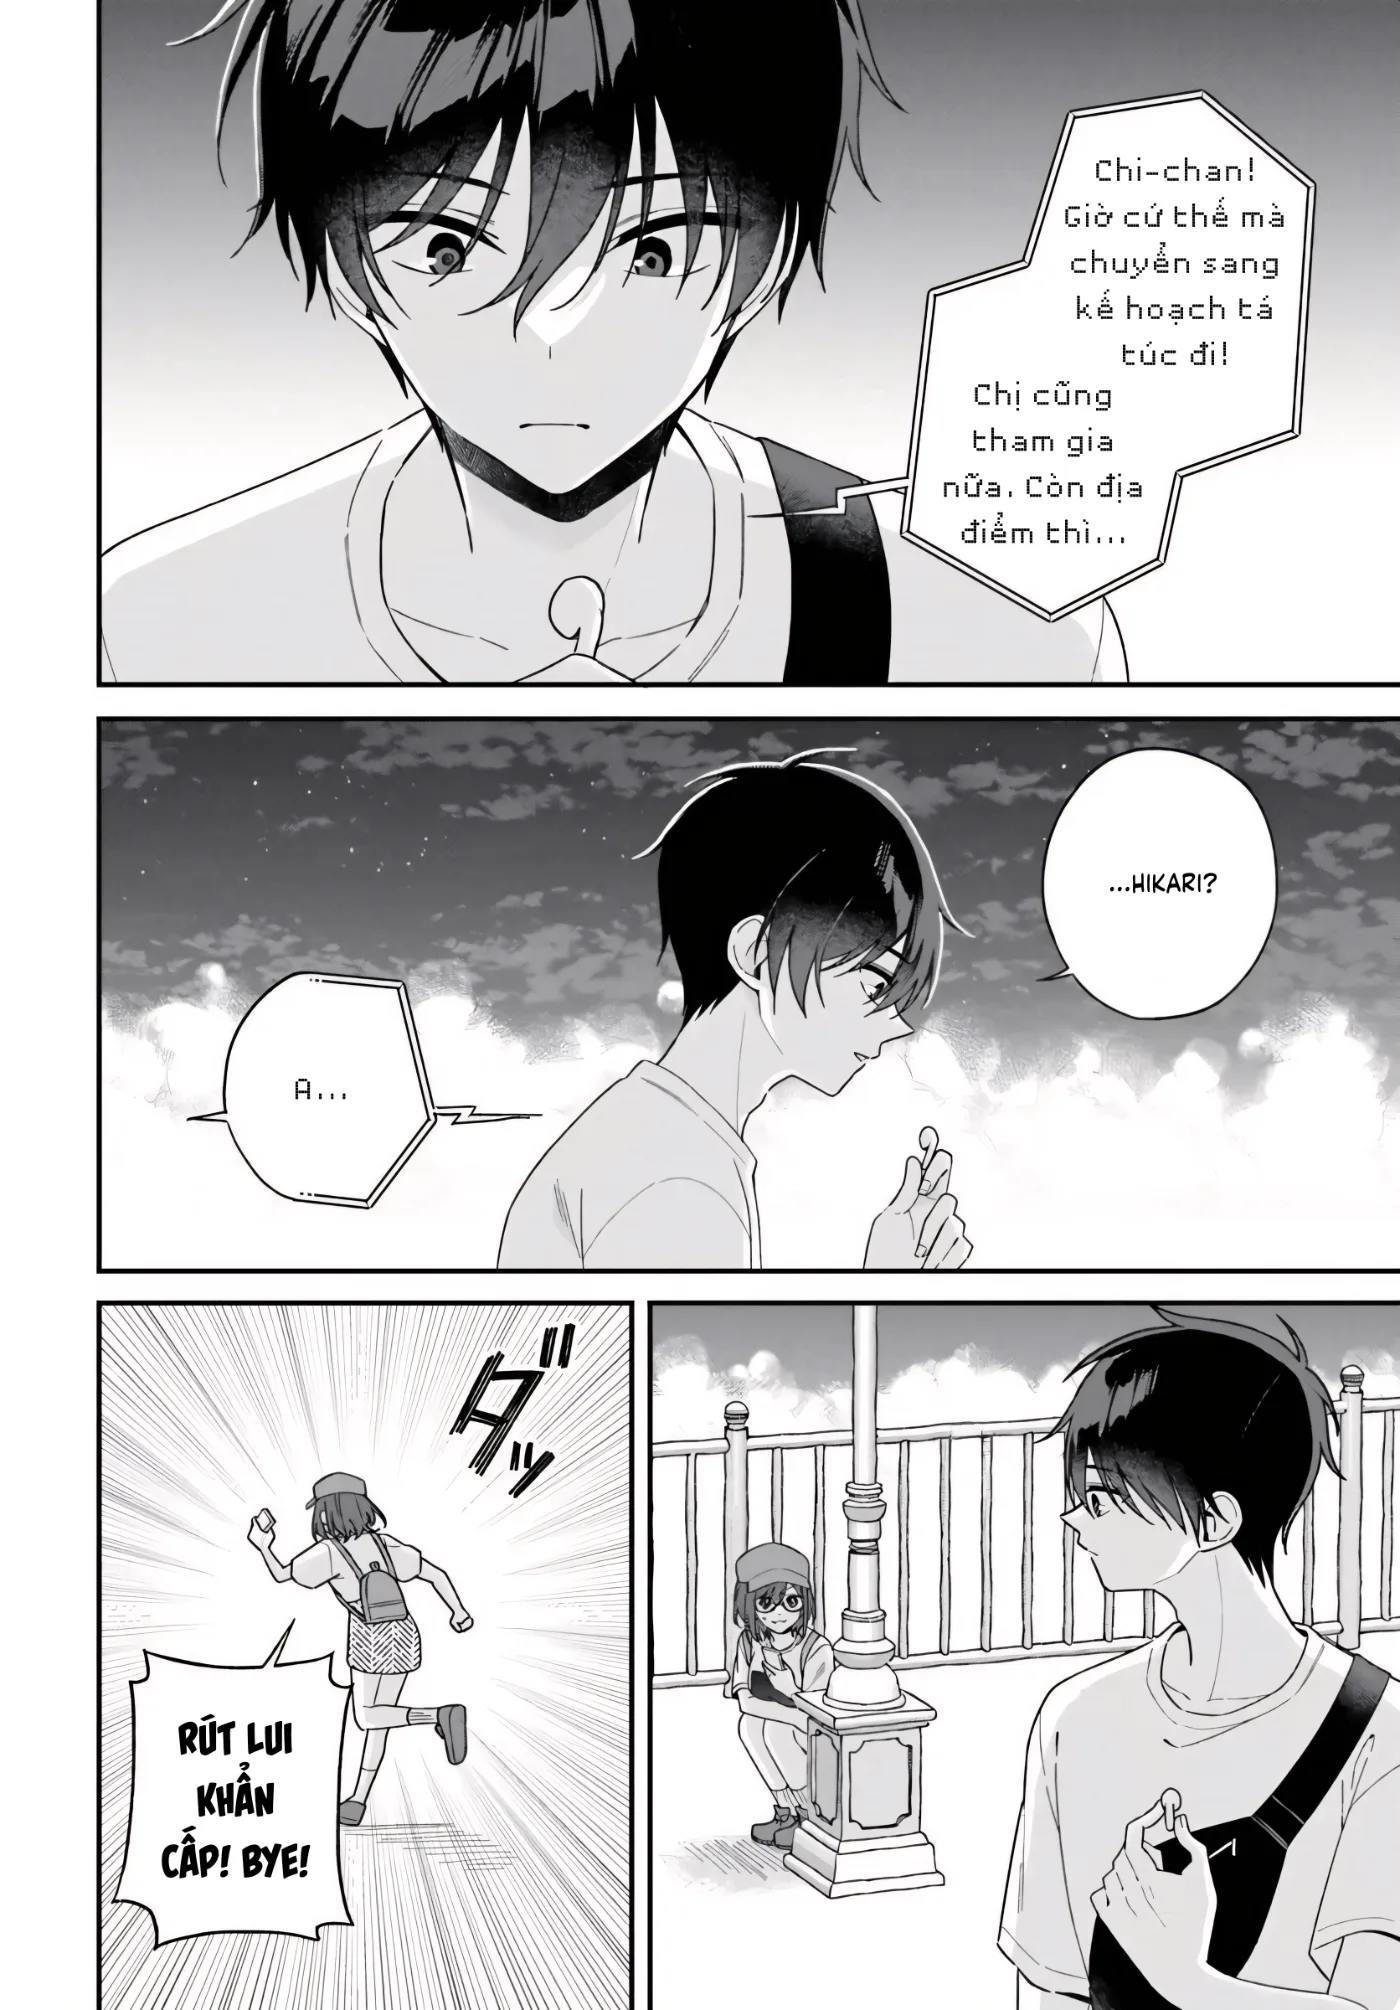 Chi-chan!
Giờ cứ thế mà
chuyển sang
kế hoạch tá
túc đi!
Chị cũng
tham gia
nữa. Còn địa
điểm thì...
...HIKARI?
A...
ダッ
RÚT LUI
KHẨN
CẤP! BYE!